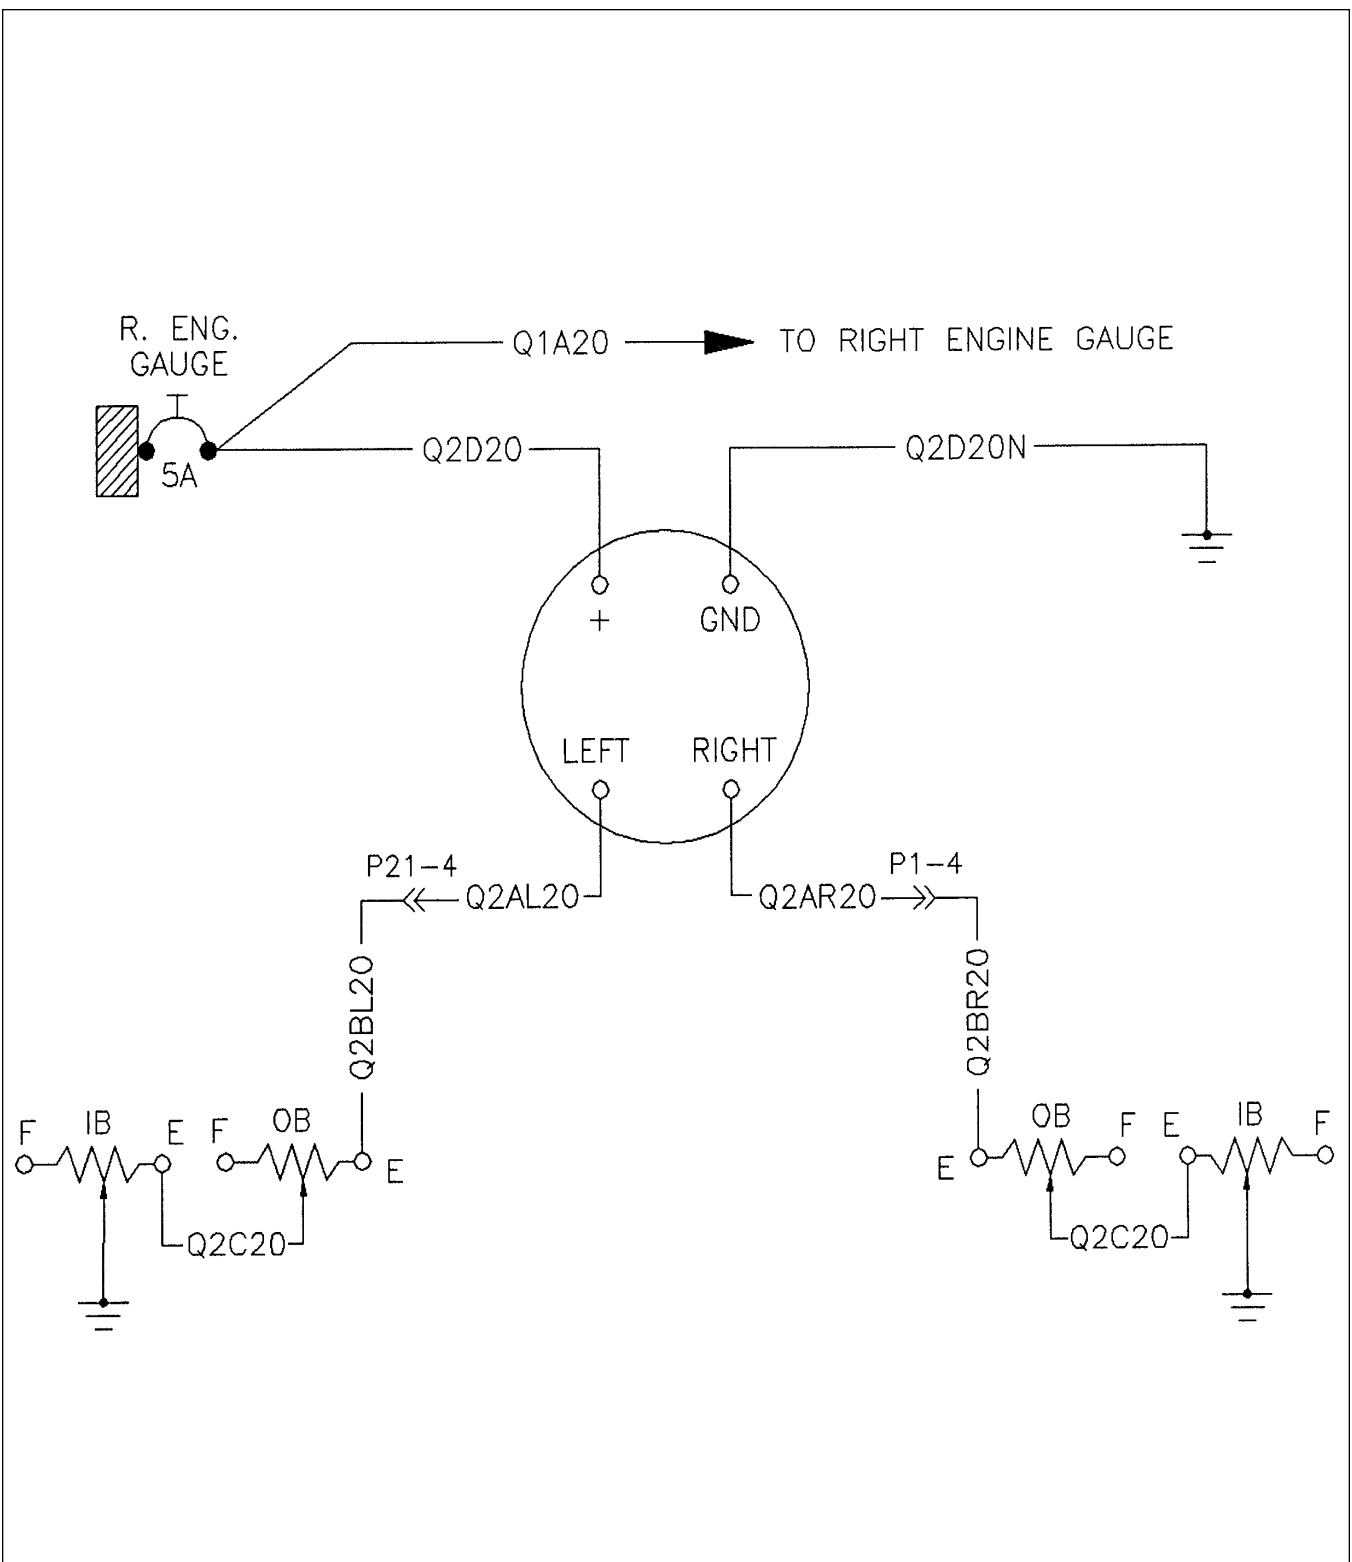 R. ENG.
GAUGE
Q1A20
TO RIGHT ENGINE GAUGE
5A
Q2D20
Q2D20N
+
GND
LEFT
RIGHT
P21-4
P1-4
Q2AL20
Q2AR20
Q2BL20
Q2BR20
F
IB
E
F
OB
E
E
OB
F
E
IB
F
Q2C20
Q2C20